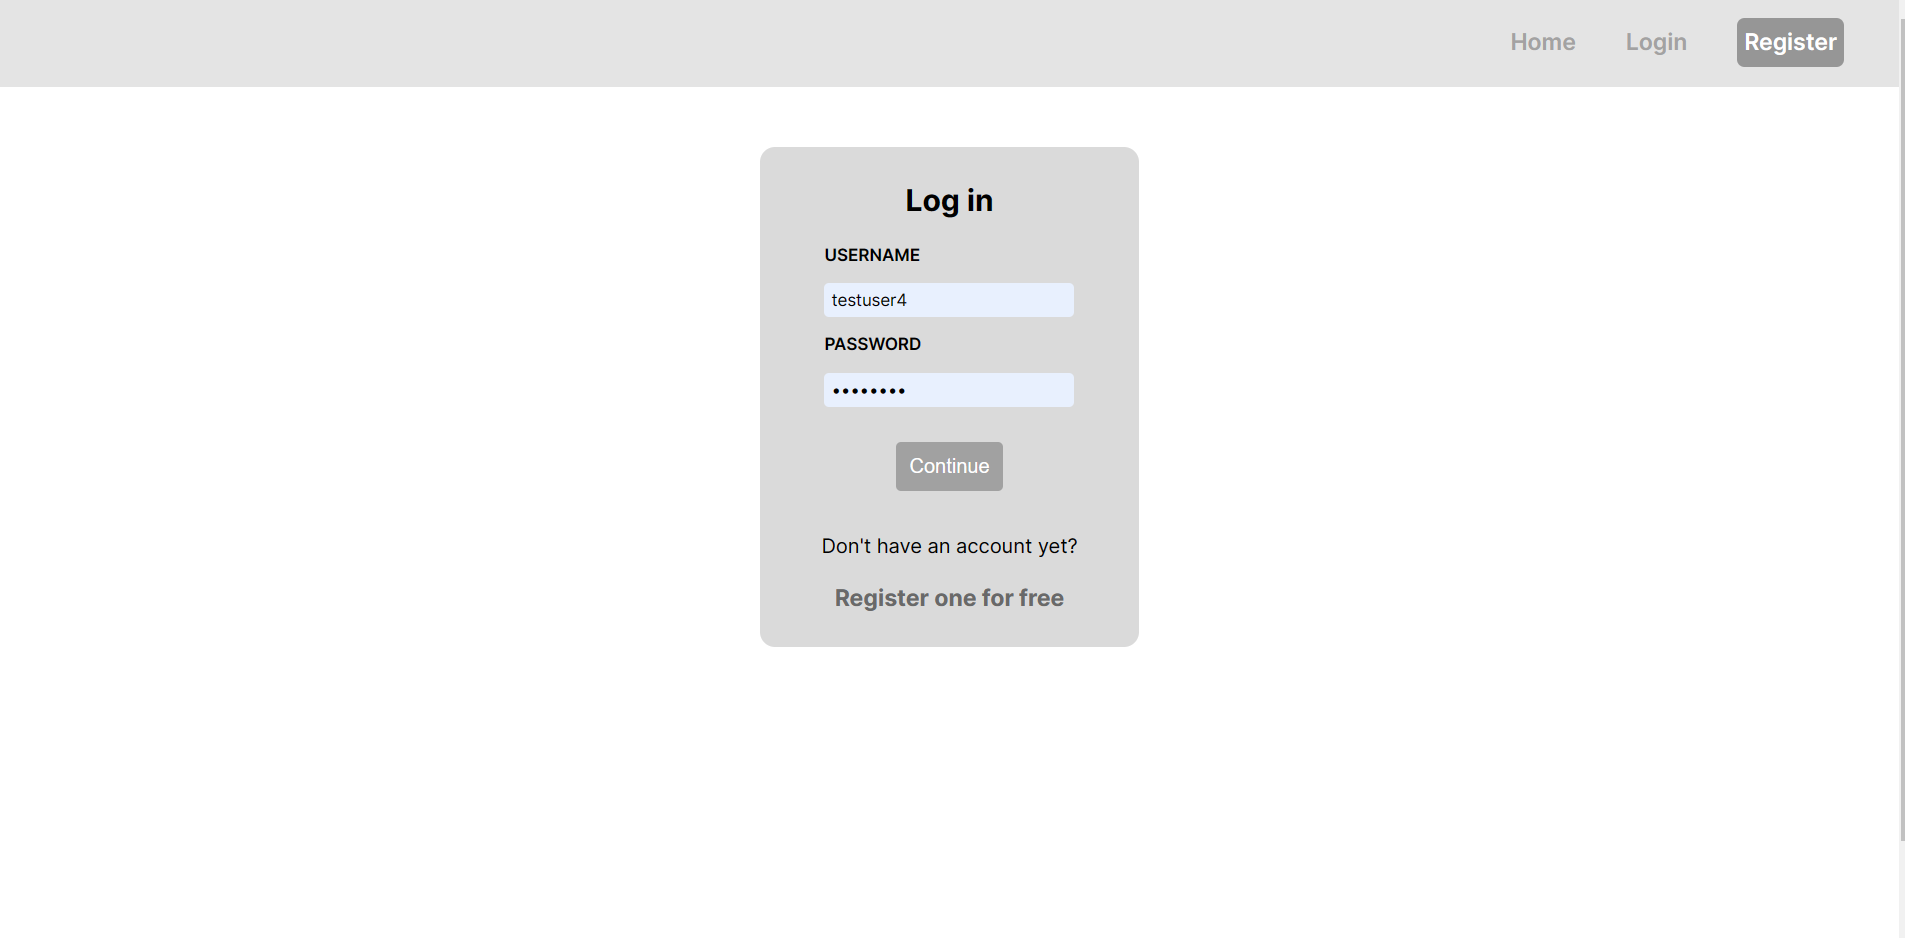 Home Login Register
Log in
USERNAME
testuser4
PASSWORD
••••••••
Continue
Don't have an account yet?
Register one for free